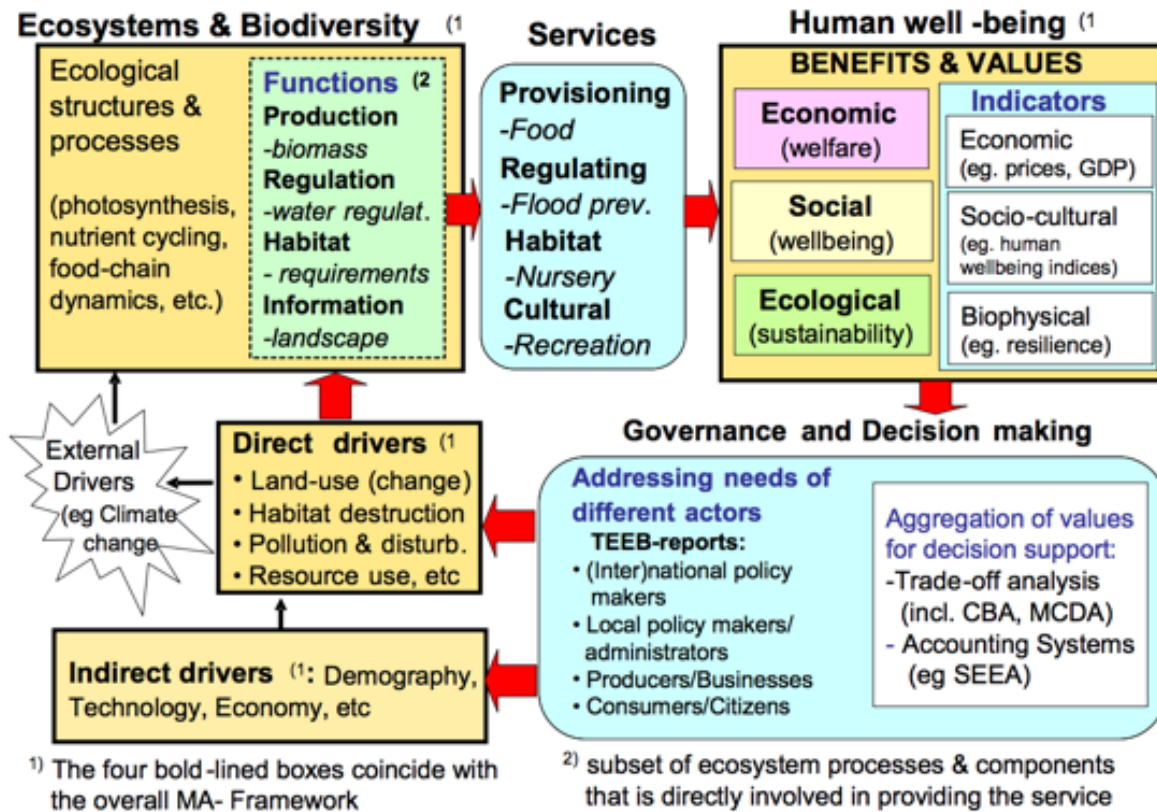 Ecosystems & Biodiversity (1
Ecological
structures &
processes
(photosynthesis,
nutrient cycling,
food-chain
dynamics, etc.)
Functions (2
Production
-biomass
Regulation
-water regulat.
Habitat
- requirements
Information
-landscape
Services
Provisioning
-Food
Regulating
-Flood prev.
Habitat
-Nursery
Cultural
-Recreation
Human well -being (1
BENEFITS & VALUES
Economic
(welfare)
Social
(wellbeing)
Ecological
(sustainability)
Indicators
Economic
(eg. prices, GDP)
Socio-cultural
(eg. human
wellbeing indices)
Biophysical
(eg. resilience)
External
Drivers
(eg Climate
change
Direct drivers (1
• Land-use (change)
• Habitat destruction
• Pollution & disturb.
• Resource use, etc
Governance and Decision making
Addressing needs of
different actors
TEEB-reports:
• (Inter)national policy
makers
• Local policy makers/
administrators
• Producers/Businesses
• Consumers/Citizens
Aggregation of values
for decision support:
-Trade-off analysis
(incl. CBA, MCDA)
- Accounting Systems
(eg SEEA)
Indirect drivers (1: Demography,
Technology, Economy, etc
1) The four bold-lined boxes coincide with
the overall MA- Framework
2) subset of ecosystem processes & components
that is directly involved in providing the service